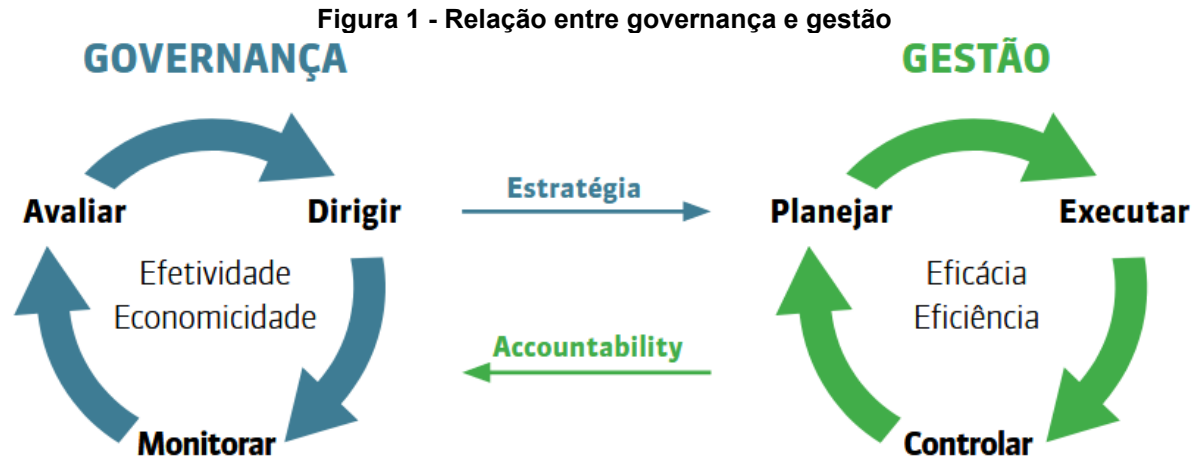 Figura 1 - Relação entre governança e gestão
GOVERNANÇA
Avaliar
Dirigir
Efetividade
Economicidade
Monitorar
Estratégia
Accountability
GESTÃO
Planejar
Executar
Eficácia
Eficiência
Controlar